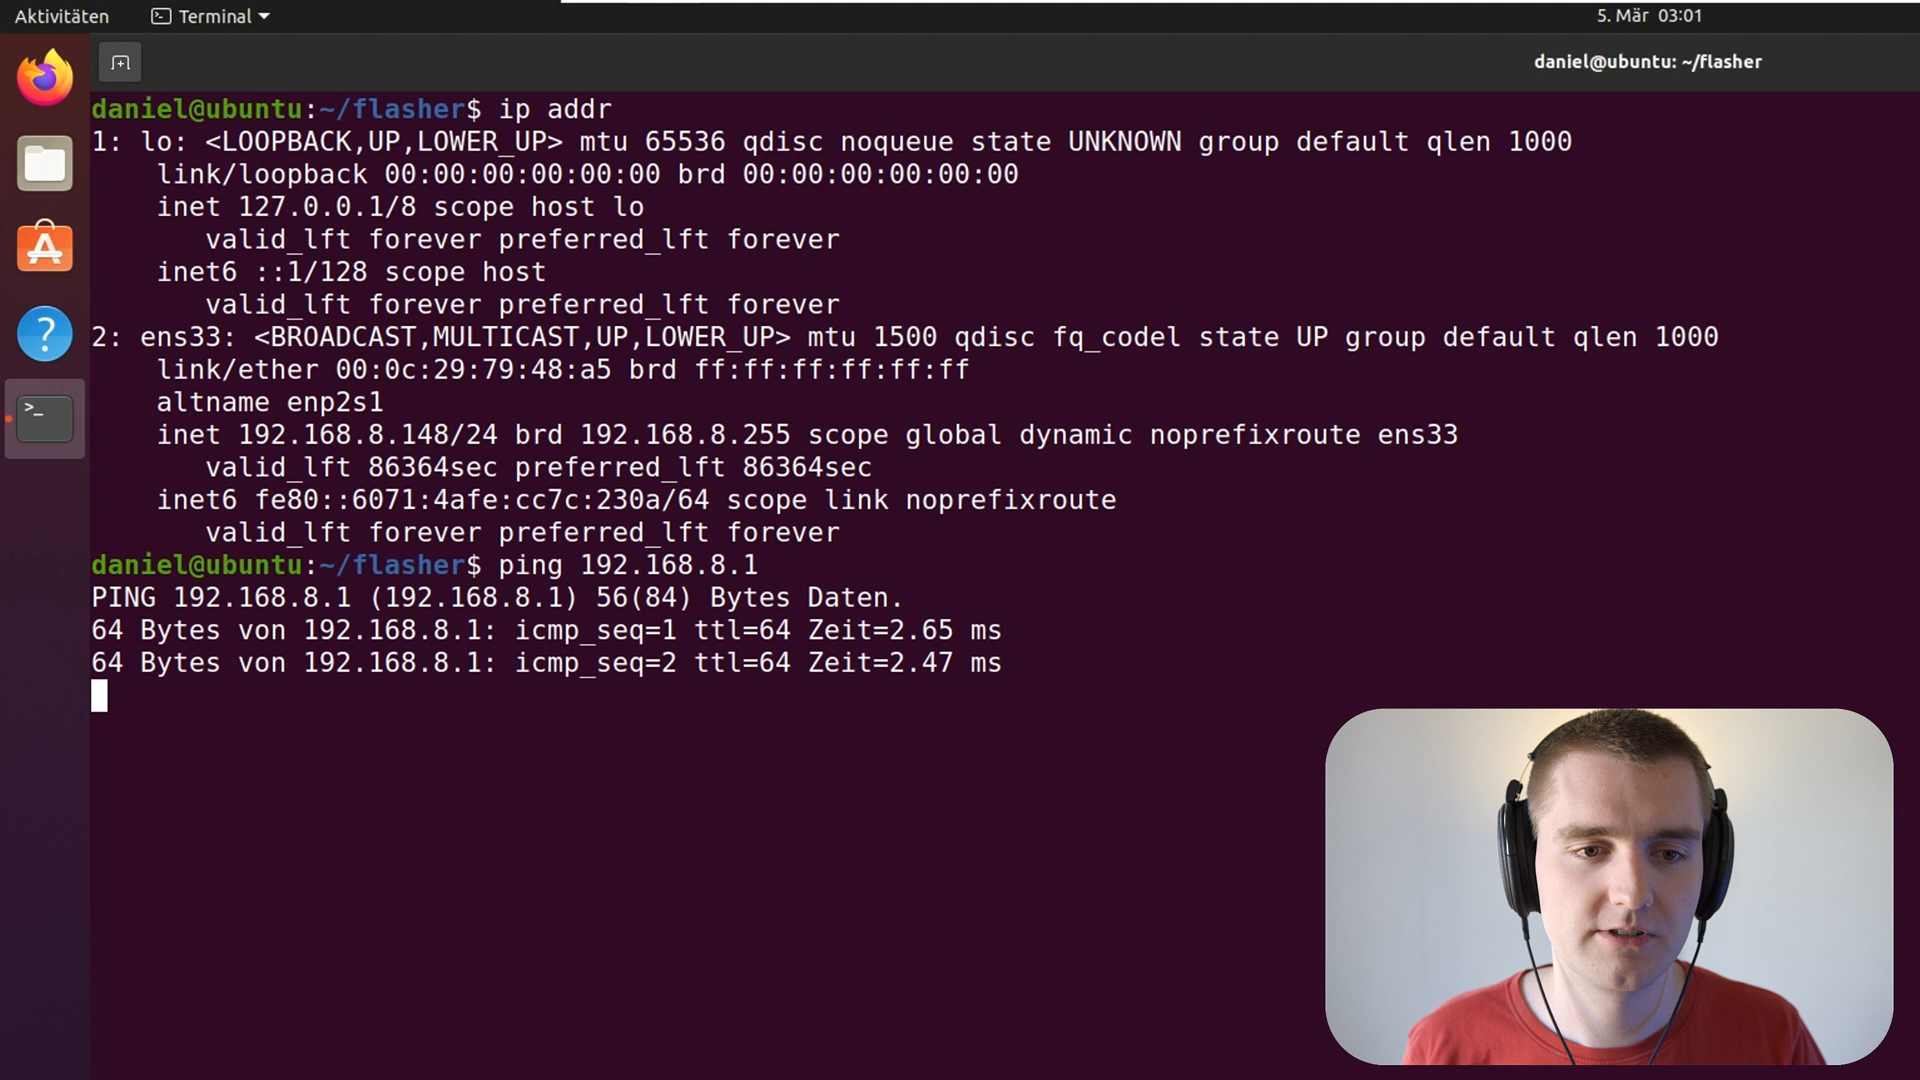 Aktivitäten Terminal 5. Mär 03:01
daniel@ubuntu: ~/flasher
daniel@ubuntu:~/flasher$ ip addr
1: lo: <LOOPBACK,UP,LOWER_UP> mtu 65536 qdisc noqueue state UNKNOWN group default qlen 1000
link/loopback 00:00:00:00:00:00 brd 00:00:00:00:00:00
inet 127.0.0.1/8 scope host lo
valid_lft forever preferred_lft forever
inet6 ::1/128 scope host
valid_lft forever preferred_lft forever
2: ens33: <BROADCAST,MULTICAST,UP,LOWER_UP> mtu 1500 qdisc fq_codel state UP group default qlen 1000
link/ether 00:0c:29:79:48:a5 brd ff:ff:ff:ff:ff:ff
altname enp2s1
inet 192.168.8.148/24 brd 192.168.8.255 scope global dynamic noprefixroute ens33
valid_lft 86364sec preferred_lft 86364sec
inet6 fe80::6071:4afe:cc7c:230a/64 scope link noprefixroute
valid_lft forever preferred_lft forever
daniel@ubuntu:~/flasher$ ping 192.168.8.1
PING 192.168.8.1 (192.168.8.1) 56(84) Bytes Daten.
64 Bytes von 192.168.8.1: icmp_seq=1 ttl=64 Zeit=2.65 ms
64 Bytes von 192.168.8.1: icmp_seq=2 ttl=64 Zeit=2.47 ms